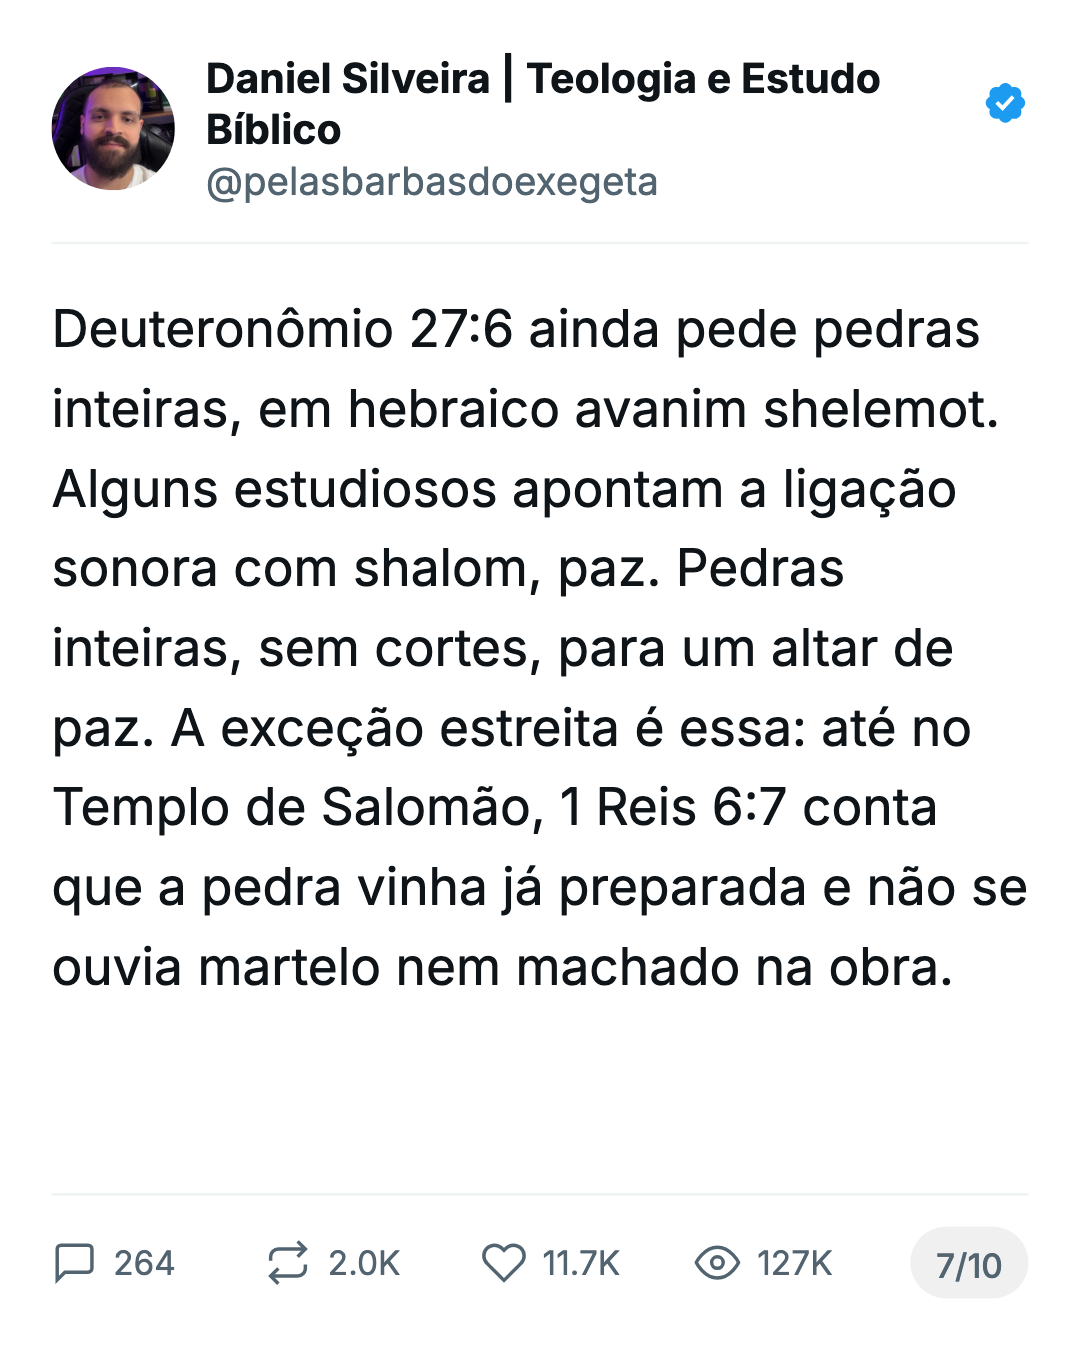 Daniel Silveira | Teologia e Estudo
Bíblico
@pelasbarbasdoexegeta
Deuteronômio 27:6 ainda pede pedras
inteiras, em hebraico avanim shelemot.
Alguns estudiosos apontam a ligação
sonora com shalom, paz. Pedras
inteiras, sem cortes, para um altar de
paz. A exceção estreita é essa: até no
Templo de Salomão, 1 Reis 6:7 conta
que a pedra vinha já preparada e não se
ouvia martelo nem machado na obra.
264 2.0K 11.7K 127K 7/10